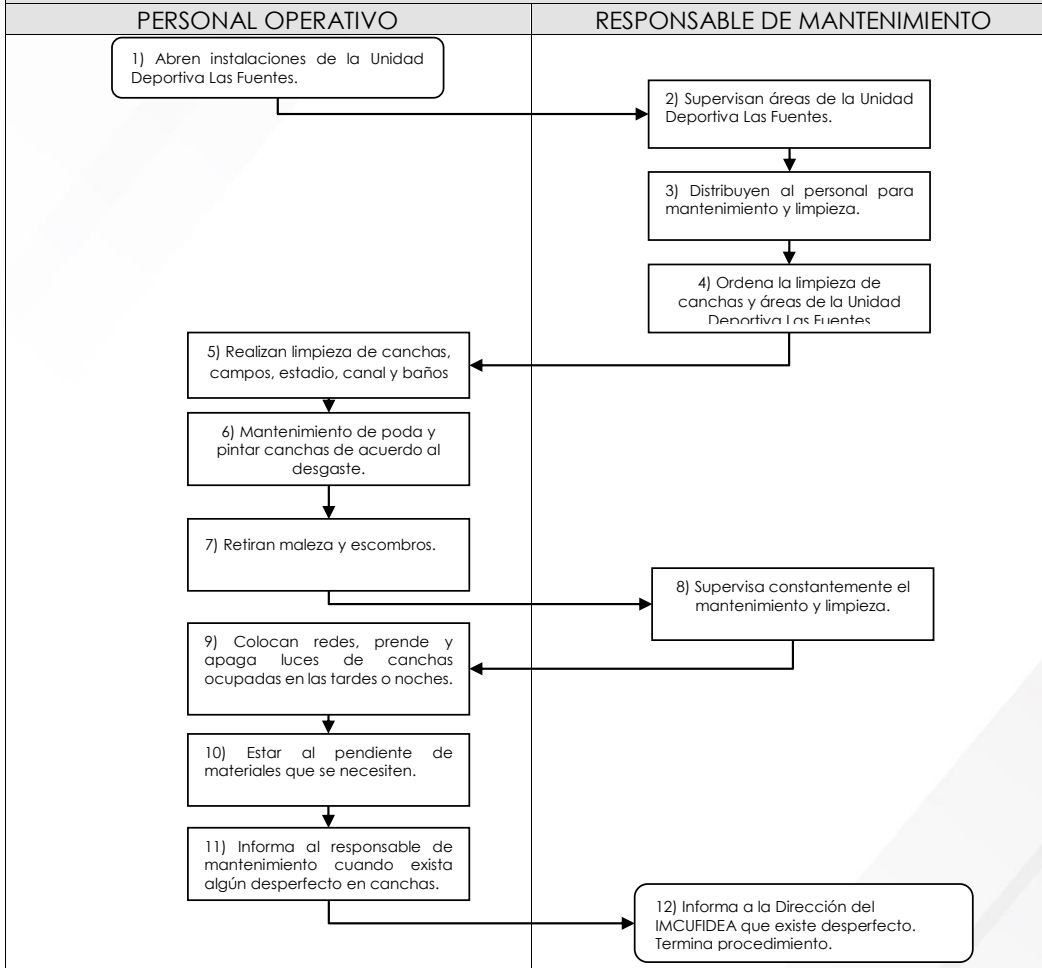 PERSONAL OPERATIVO
RESPONSABLE DE MANTENIMIENTO
1) Abren instalaciones de la Unidad
Deportiva Las Fuentes.
2) Supervisan áreas de la Unidad
Deportiva Las Fuentes.
3) Distribuyen al personal para
mantenimiento y limpieza.
4) Ordena la limpieza de
canchas y áreas de la Unidad
Deportiva Las Fuentes
5) Realizan limpieza de canchas,
campos, estadio, canal y baños
6) Mantenimiento de poda y
pintar canchas de acuerdo al
desgaste.
7) Retiran maleza y escombros.
8) Supervisa constantemente el
mantenimiento y limpieza.
9) Colocan redes, prende y
apaga luces de canchas
ocupadas en las tardes o noches.
10) Estar al pendiente de
materiales que se necesiten.
11) Informa al responsable de
mantenimiento cuando exista
algún desperfecto en canchas.
12) Informa a la Dirección del
IMCUFIDEA que existe desperfecto.
Termina procedimiento.